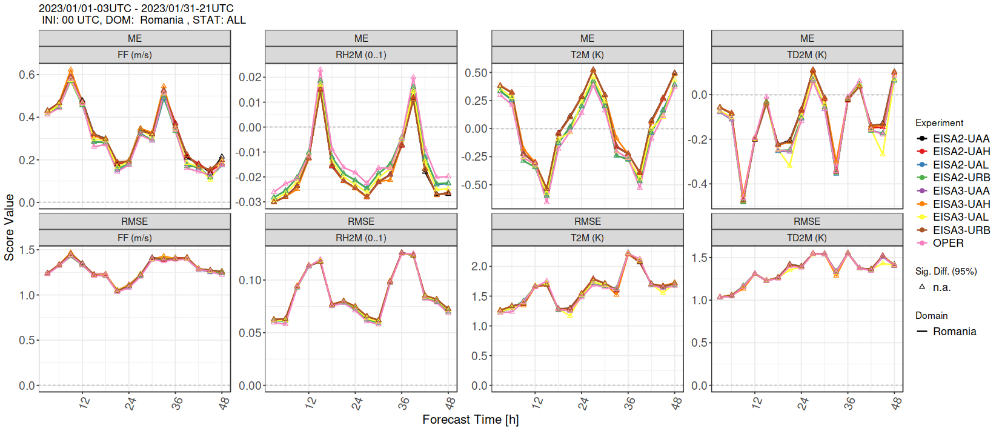 2023/01/01-03UTC - 2023/01/31-21UTC
INI: 00 UTC, DOM:  Romania , STAT: ALL
ME ME ME ME
FF (m/s) RH2M (0..1) T2M (K) TD2M (K)
0.6
0.4
0.2
0.0
0.02
0.01
0.00
-0.01
-0.02
-0.03
0.50
0.25
0.00
-0.25
-0.50
0.0
-0.2
-0.4
RMSE RMSE RMSE RMSE
FF (m/s) RH2M (0..1) T2M (K) TD2M (K)
1.5
1.0
0.5
0.0
0.10
0.05
0.00
2.0
1.5
1.0
0.5
0.0
1.5
1.0
0.5
0.0
12 24 36 48 12 24 36 48 12 24 36 48 12 24 36 48
Forecast Time [h]
Score Value
Experiment
EISA2-UAA
EISA2-UAH
EISA2-UAL
EISA2-URB
EISA3-UAA
EISA3-UAH
EISA3-UAL
EISA3-URB
OPER
Sig. Diff. (95%)
n.a.
Domain
Romania